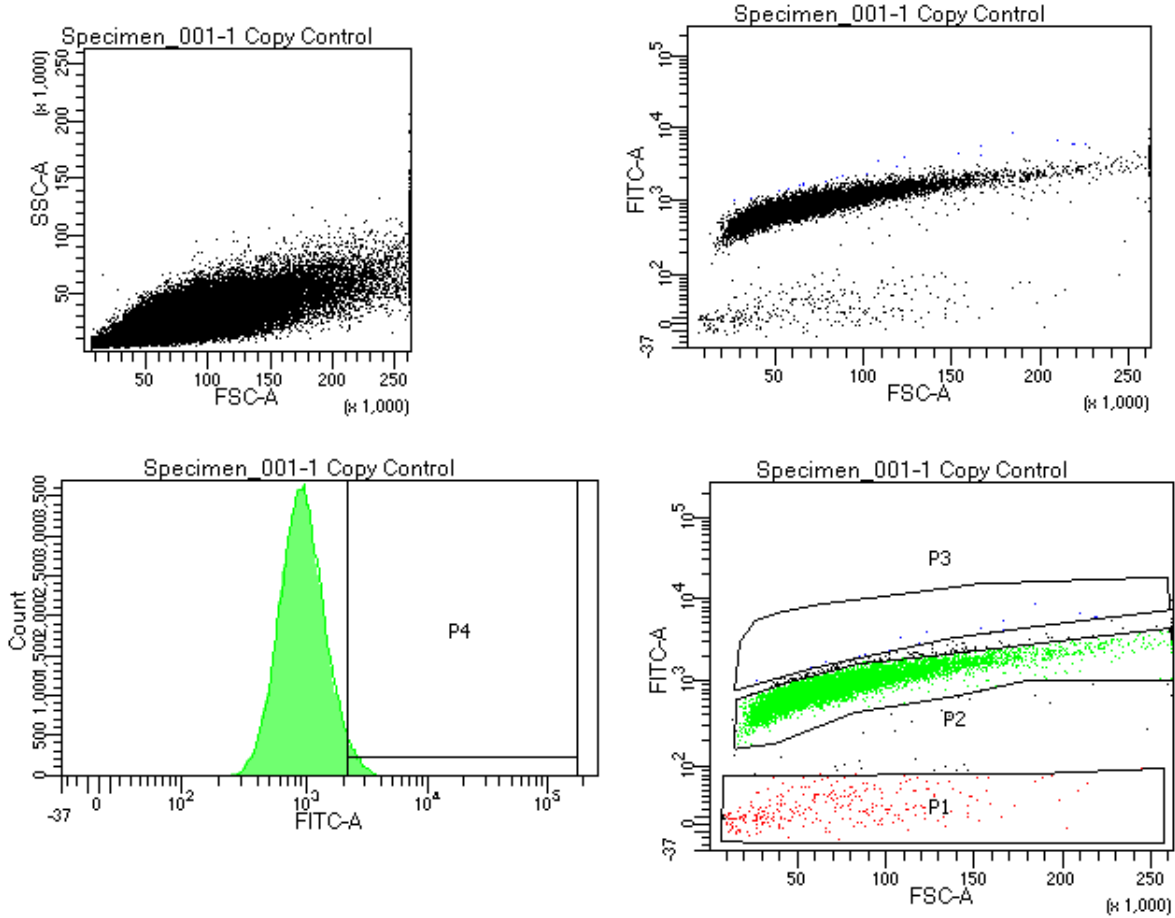 Specimen_001-1 Copy Control
SSC-A
(x 1,000)
50 100 150 200 250
50 100 150 200 250
FSC-A
(x 1,000)
Specimen_001-1 Copy Control
FITC-A
-37 0 10² 10³ 10⁴ 10⁵
50 100 150 200 250
FSC-A
(x 1,000)
Specimen_001-1 Copy Control
Count
0 500 1,000 1,500 2,000 2,500 3,000 3,500
P4
-37 0 10² 10³ 10⁴ 10⁵
FITC-A
Specimen_001-1 Copy Control
FITC-A
-37 0 10² 10³ 10⁴ 10⁵
P3
P2
P1
50 100 150 200 250
FSC-A
(x 1,000)